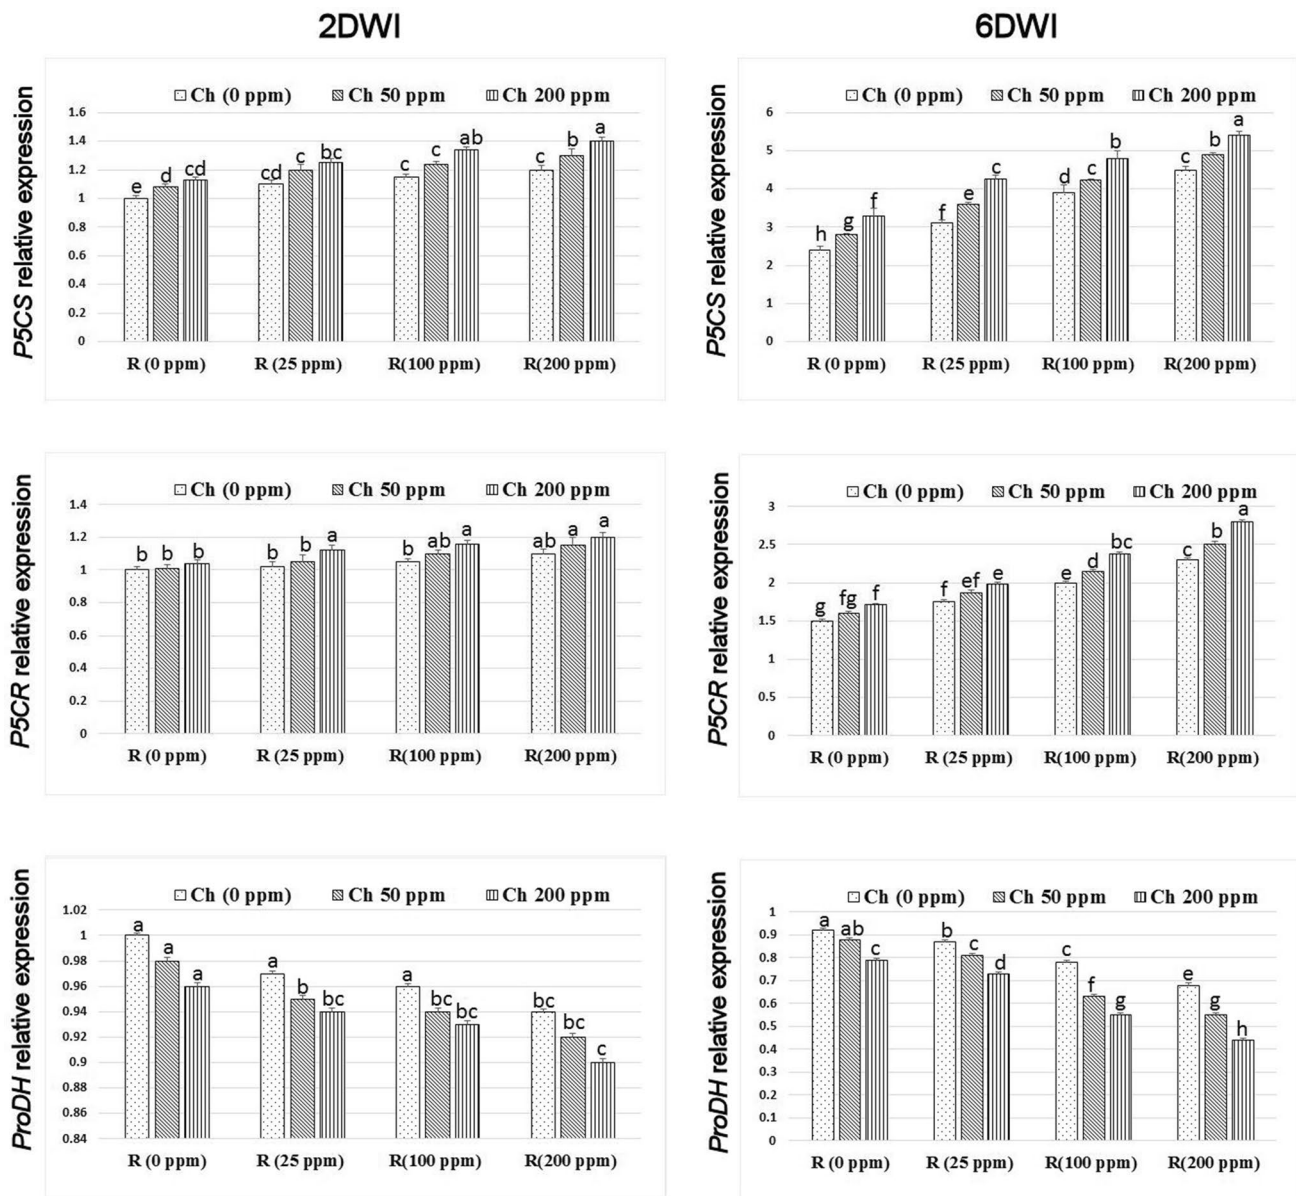 2DWI
6DWI
P5CS relative expression
Ch (0 ppm) Ch 50 ppm Ch 200 ppm
1.6
1.4
1.2
1
0.8
0.6
0.4
0.2
0
e d cd cd c bc c c ab c b a
R (0 ppm) R (25 ppm) R(100 ppm) R(200 ppm)
P5CS relative expression
Ch (0 ppm) Ch 50 ppm Ch 200 ppm
6
5
4
3
2
1
0
h g f f e c d c b c b a
R (0 ppm) R (25 ppm) R(100 ppm) R(200 ppm)
P5CR relative expression
Ch (0 ppm) Ch 50 ppm Ch 200 ppm
1.4
1.2
1
0.8
0.6
0.4
0.2
0
b b b b b a b ab a ab a a
R (0 ppm) R (25 ppm) R(100 ppm) R(200 ppm)
P5CR relative expression
Ch (0 ppm) Ch 50 ppm Ch 200 ppm
3
2.5
2
1.5
1
0.5
0
g fg f f ef e e d bc c b a
R (0 ppm) R (25 ppm) R(100 ppm) R(200 ppm)
ProDH relative expression
Ch (0 ppm) Ch 50 ppm Ch 200 ppm
1.02
1
0.98
0.96
0.94
0.92
0.9
0.88
0.86
0.84
a a a a b bc a bc bc bc bc c
R (0 ppm) R (25 ppm) R(100 ppm) R(200 ppm)
ProDH relative expression
Ch (0 ppm) Ch 50 ppm Ch 200 ppm
1
0.9
0.8
0.7
0.6
0.5
0.4
0.3
0.2
0.1
0
a ab c b c d c f g e g h
R (0 ppm) R (25 ppm) R(100 ppm) R(200 ppm)